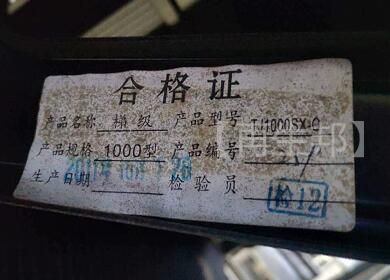 合格证
产品名称 梯级 产品型号 TJ1000SX-G
产品规格 1000型 产品编号
生产日期 检验员 检12